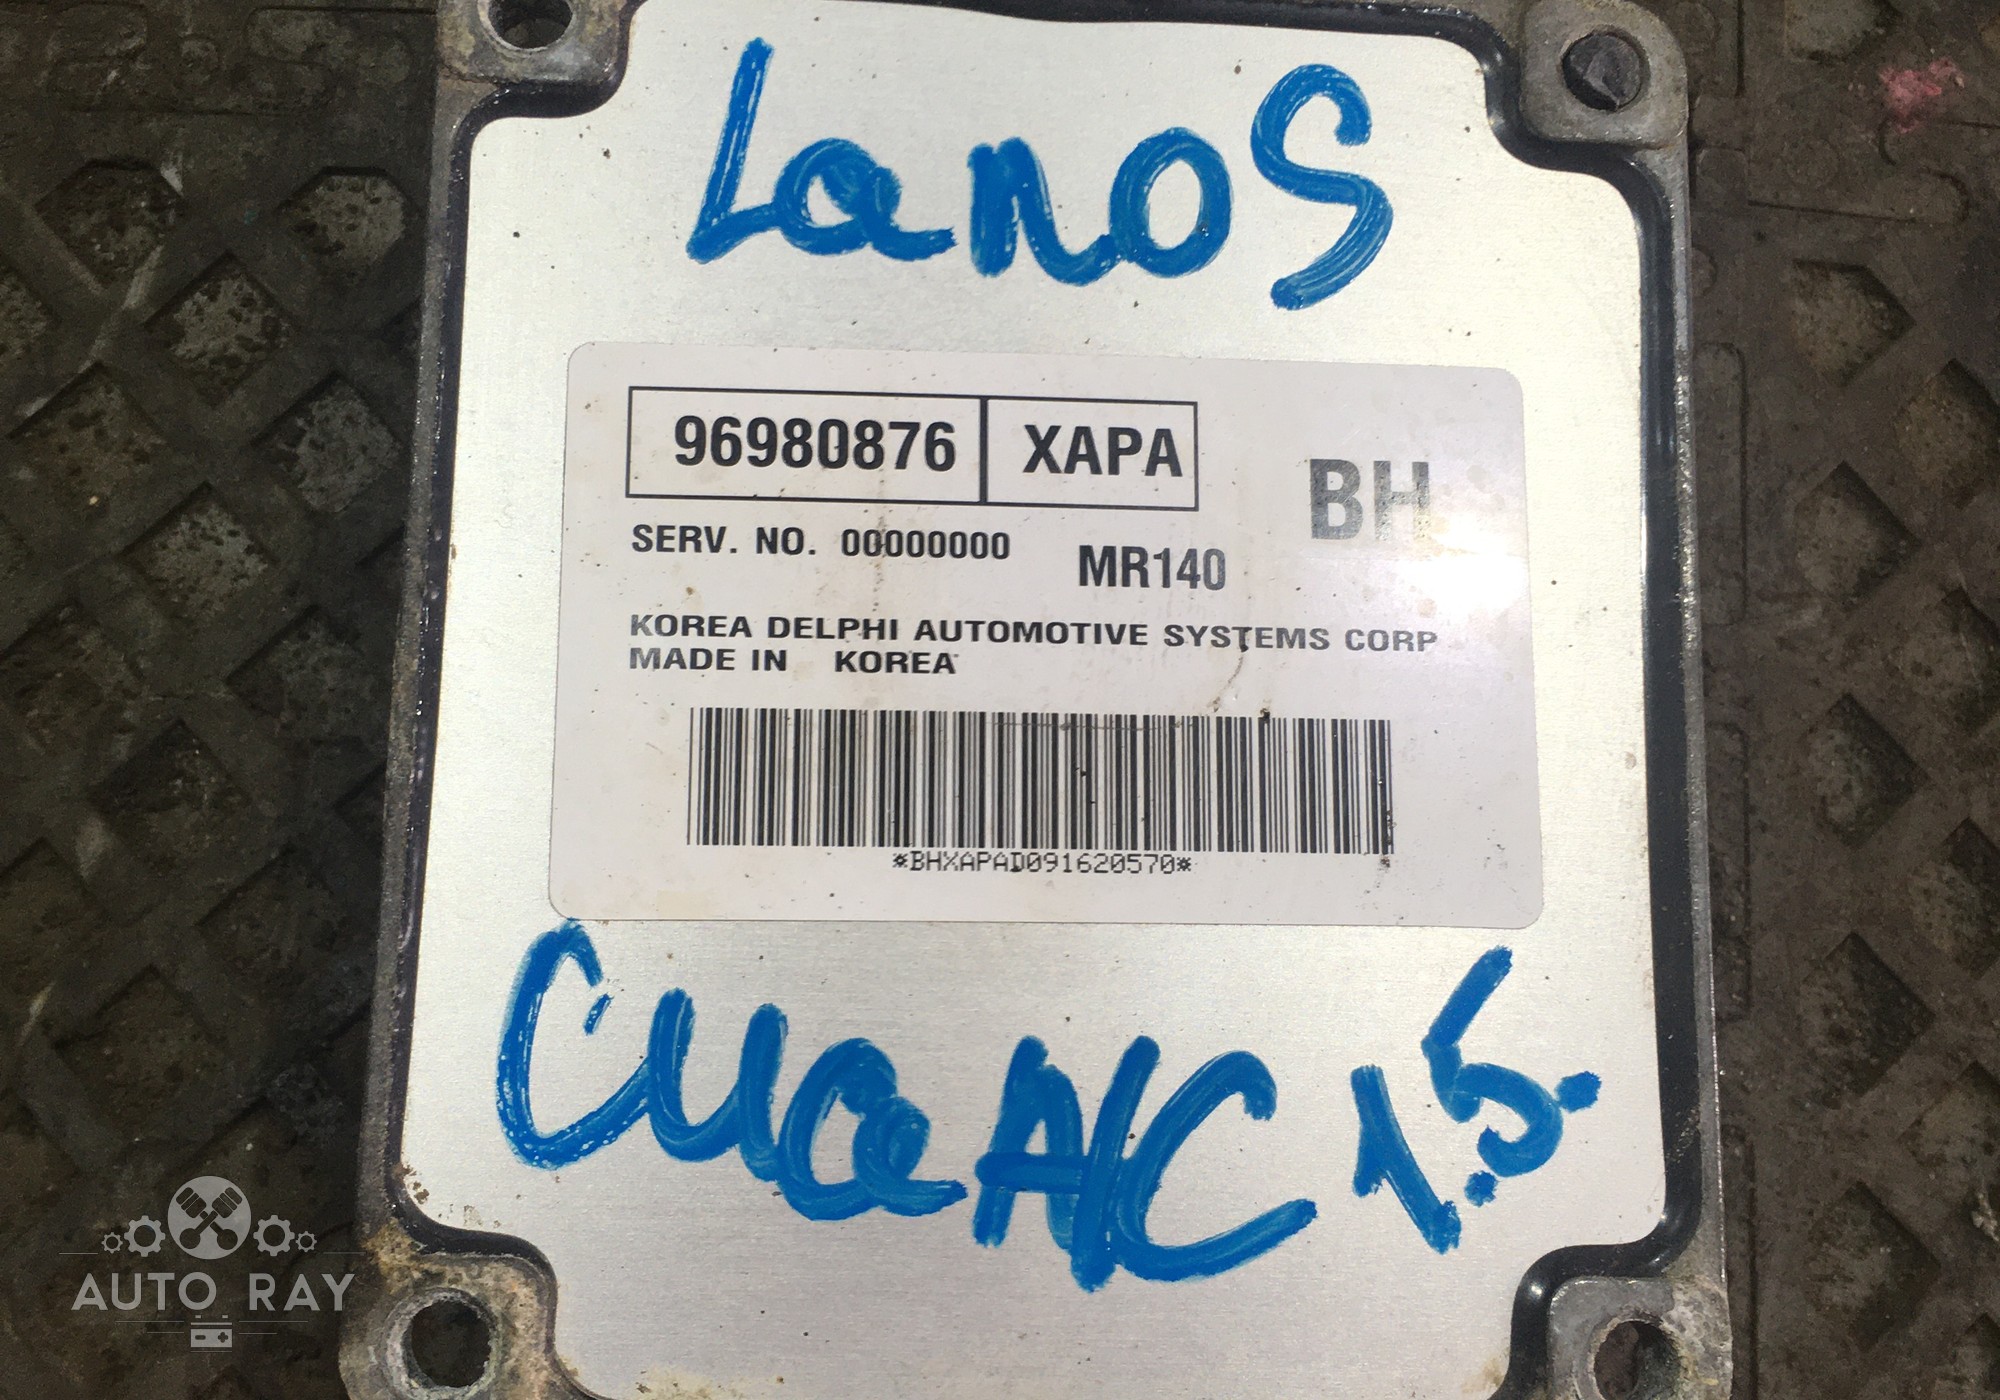 Lanos
96980876 XAPA
BH
SERV. NO. 00000000 MR140
KOREA DELPHI AUTOMOTIVE SYSTEMS CORP
MADE IN KOREA
*BHXAPAD091620570*
1.5.
AUTO RAY